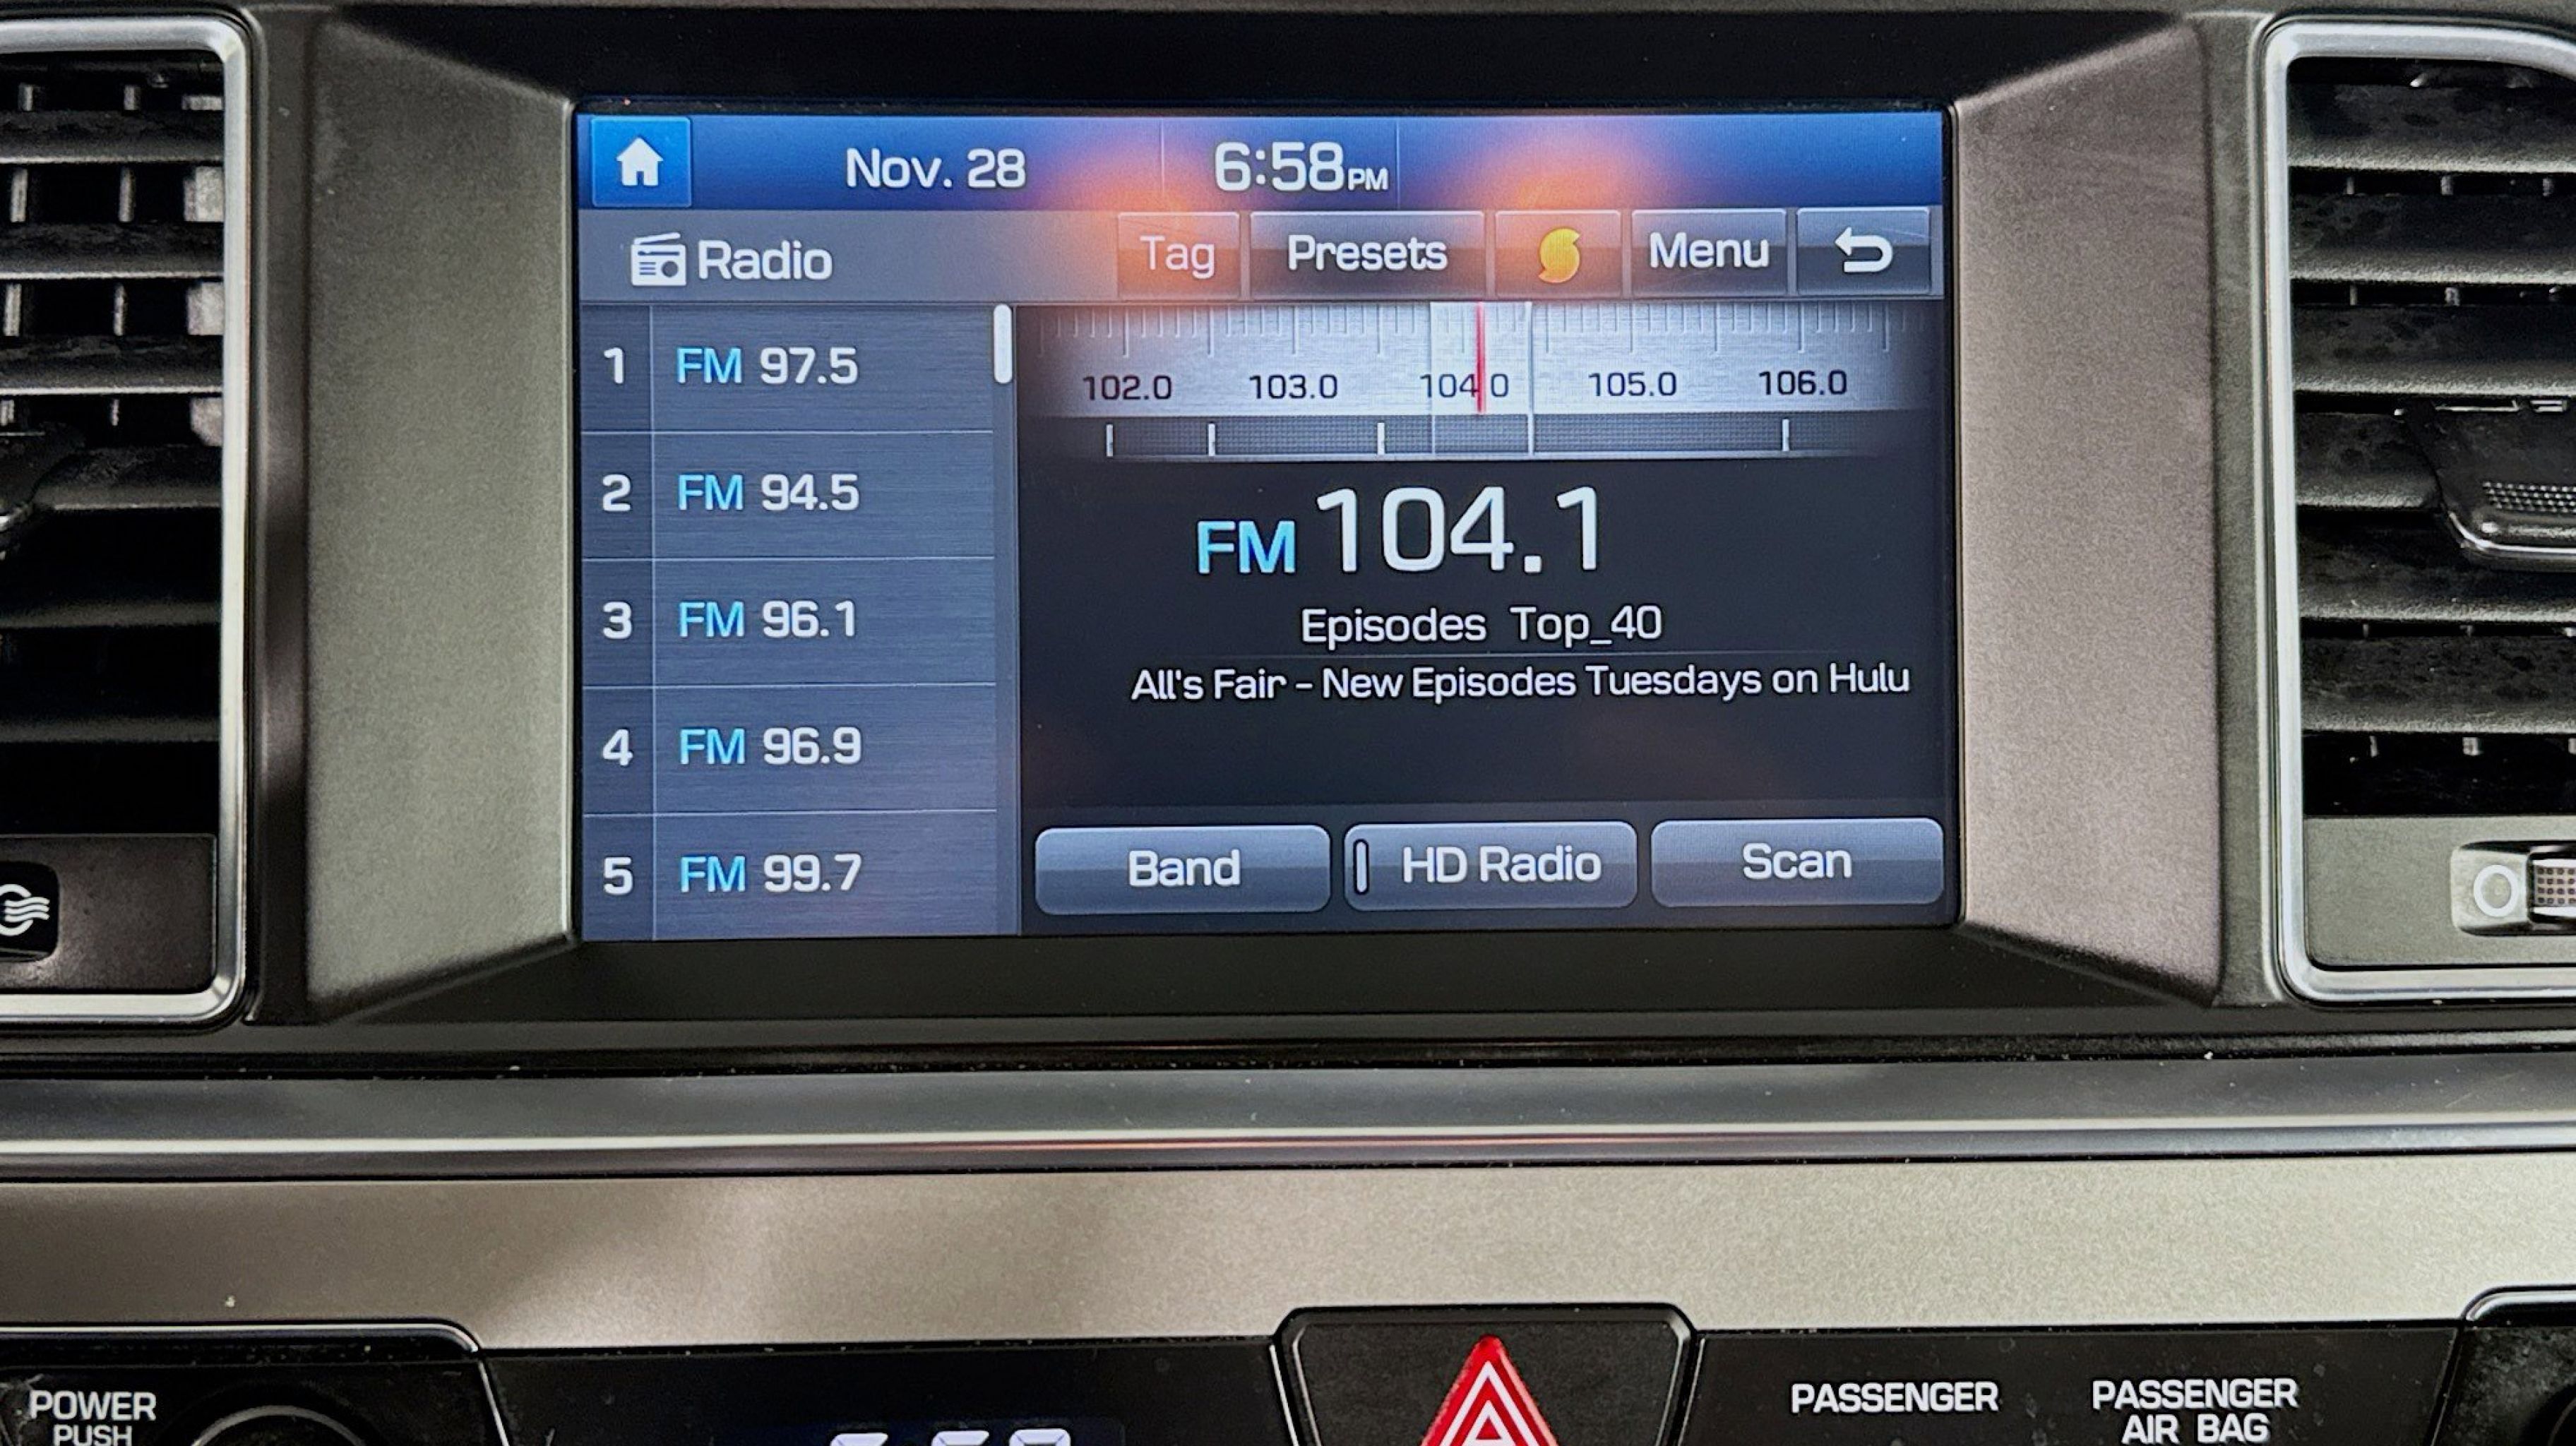 Nov. 28 6:58 PM
Radio Tag Presets Menu
1 FM 97.5
2 FM 94.5
3 FM 96.1
4 FM 96.9
5 FM 99.7
102.0 103.0 104.0 105.0 106.0
FM 104.1
Episodes Top_40
All's Fair - New Episodes Tuesdays on Hulu
Band HD Radio Scan
POWER
PUSH
PASSENGER
PASSENGER
AIR BAG